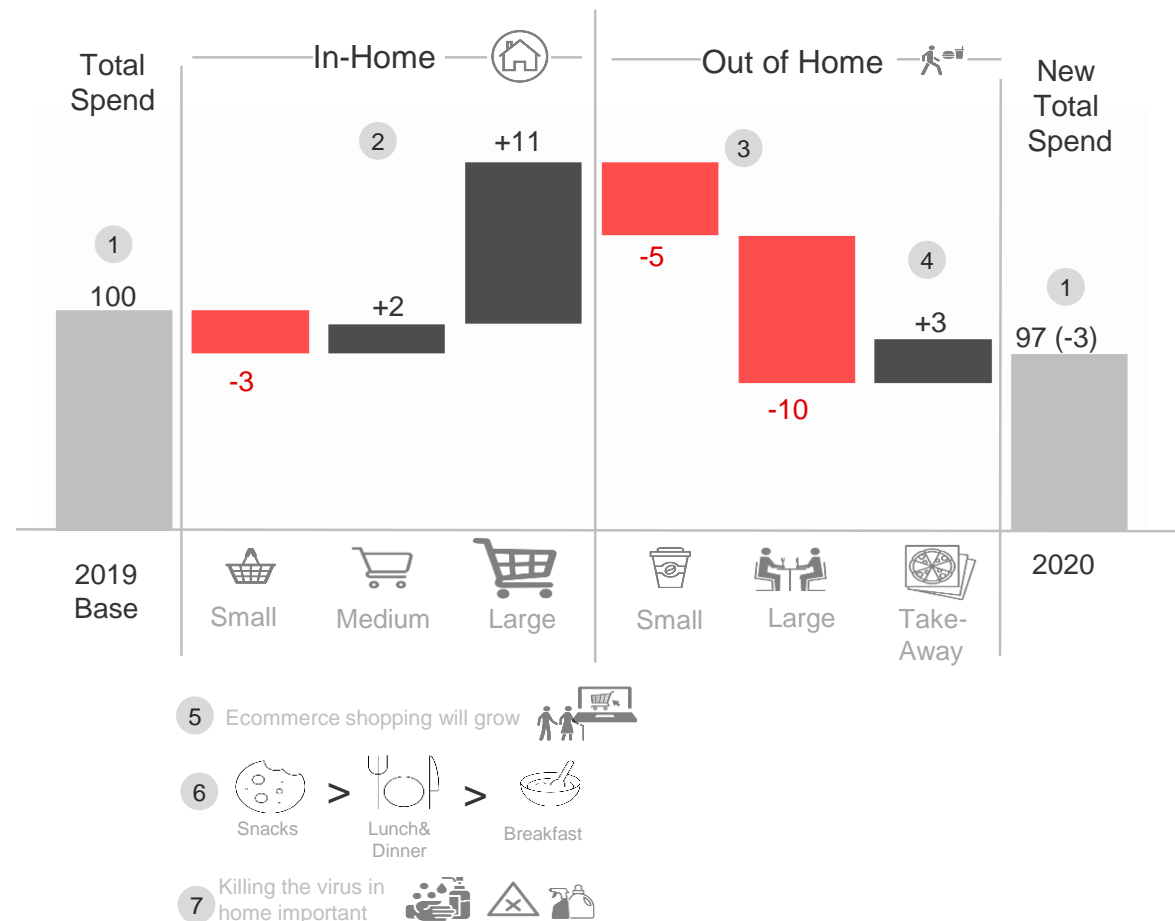 Total
Spend
In-Home
Out of Home
New
Total
Spend
1
2
3
4
1
100
-3
+2
+11
-5
-10
+3
97 (-3)
2019
Base
Small
Medium
Large
Small
Large
Take-
Away
2020
5 Ecommerce shopping will grow
6 > >
Snacks
Lunch&
Dinner
Breakfast
7 Killing the virus in
home important